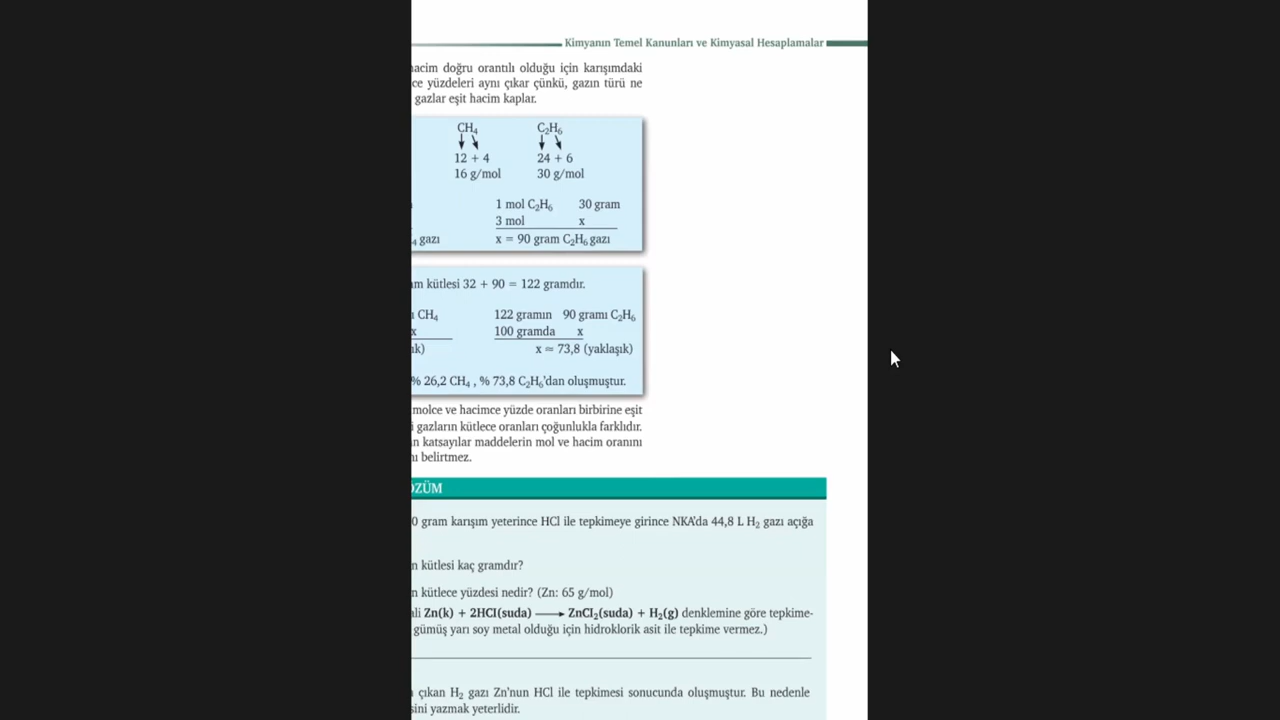 Kimyanın Temel Kanunları ve Kimyasal Hesaplamalar
hacim doğru orantılı olduğu için karışımdaki
yüzdeleri aynı çıkar çünkü, gazın türü ne
gazlar eşit hacim kaplar.
CH₄ C₂H₆
12 + 4 24 + 6
16 g/mol 30 g/mol
1 mol C₂H₆ 30 gram
3 mol x
₄ gazı x = 90 gram C₂H₆ gazı
kütlesi 32 + 90 = 122 gramdır.
CH₄ 122 gramın 90 gramı C₂H₆
x 100 gramda x
x ≈ 73,8 (yaklaşık)
% 26,2 CH₄ , % 73,8 C₂H₆'dan oluşmuştur.
molce ve hacimce yüzde oranları birbirine eşit
gazların kütlece oranları çoğunlukla farklıdır.
katsayılar maddelerin mol ve hacim oranını
belirtmez.
ÖZÜM
0 gram karışım yeterince HCl ile tepkimeye girince NKA'da 44,8 L H₂ gazı açığa
kütlesi kaç gramdır?
kütlece yüzdesi nedir? (Zn: 65 g/mol)
Zn(k) + 2HCI(suda) ⟶ ZnCI₂(suda) + H₂(g) denklemine göre tepkime-
gümüş yarı soy metal olduğu için hidroklorik asit ile tepkime vermez.)
çıkan H₂ gazı Zn'nun HCl ile tepkimesi sonucunda oluşmuştur. Bu nedenle
yazmak yeterlidir.